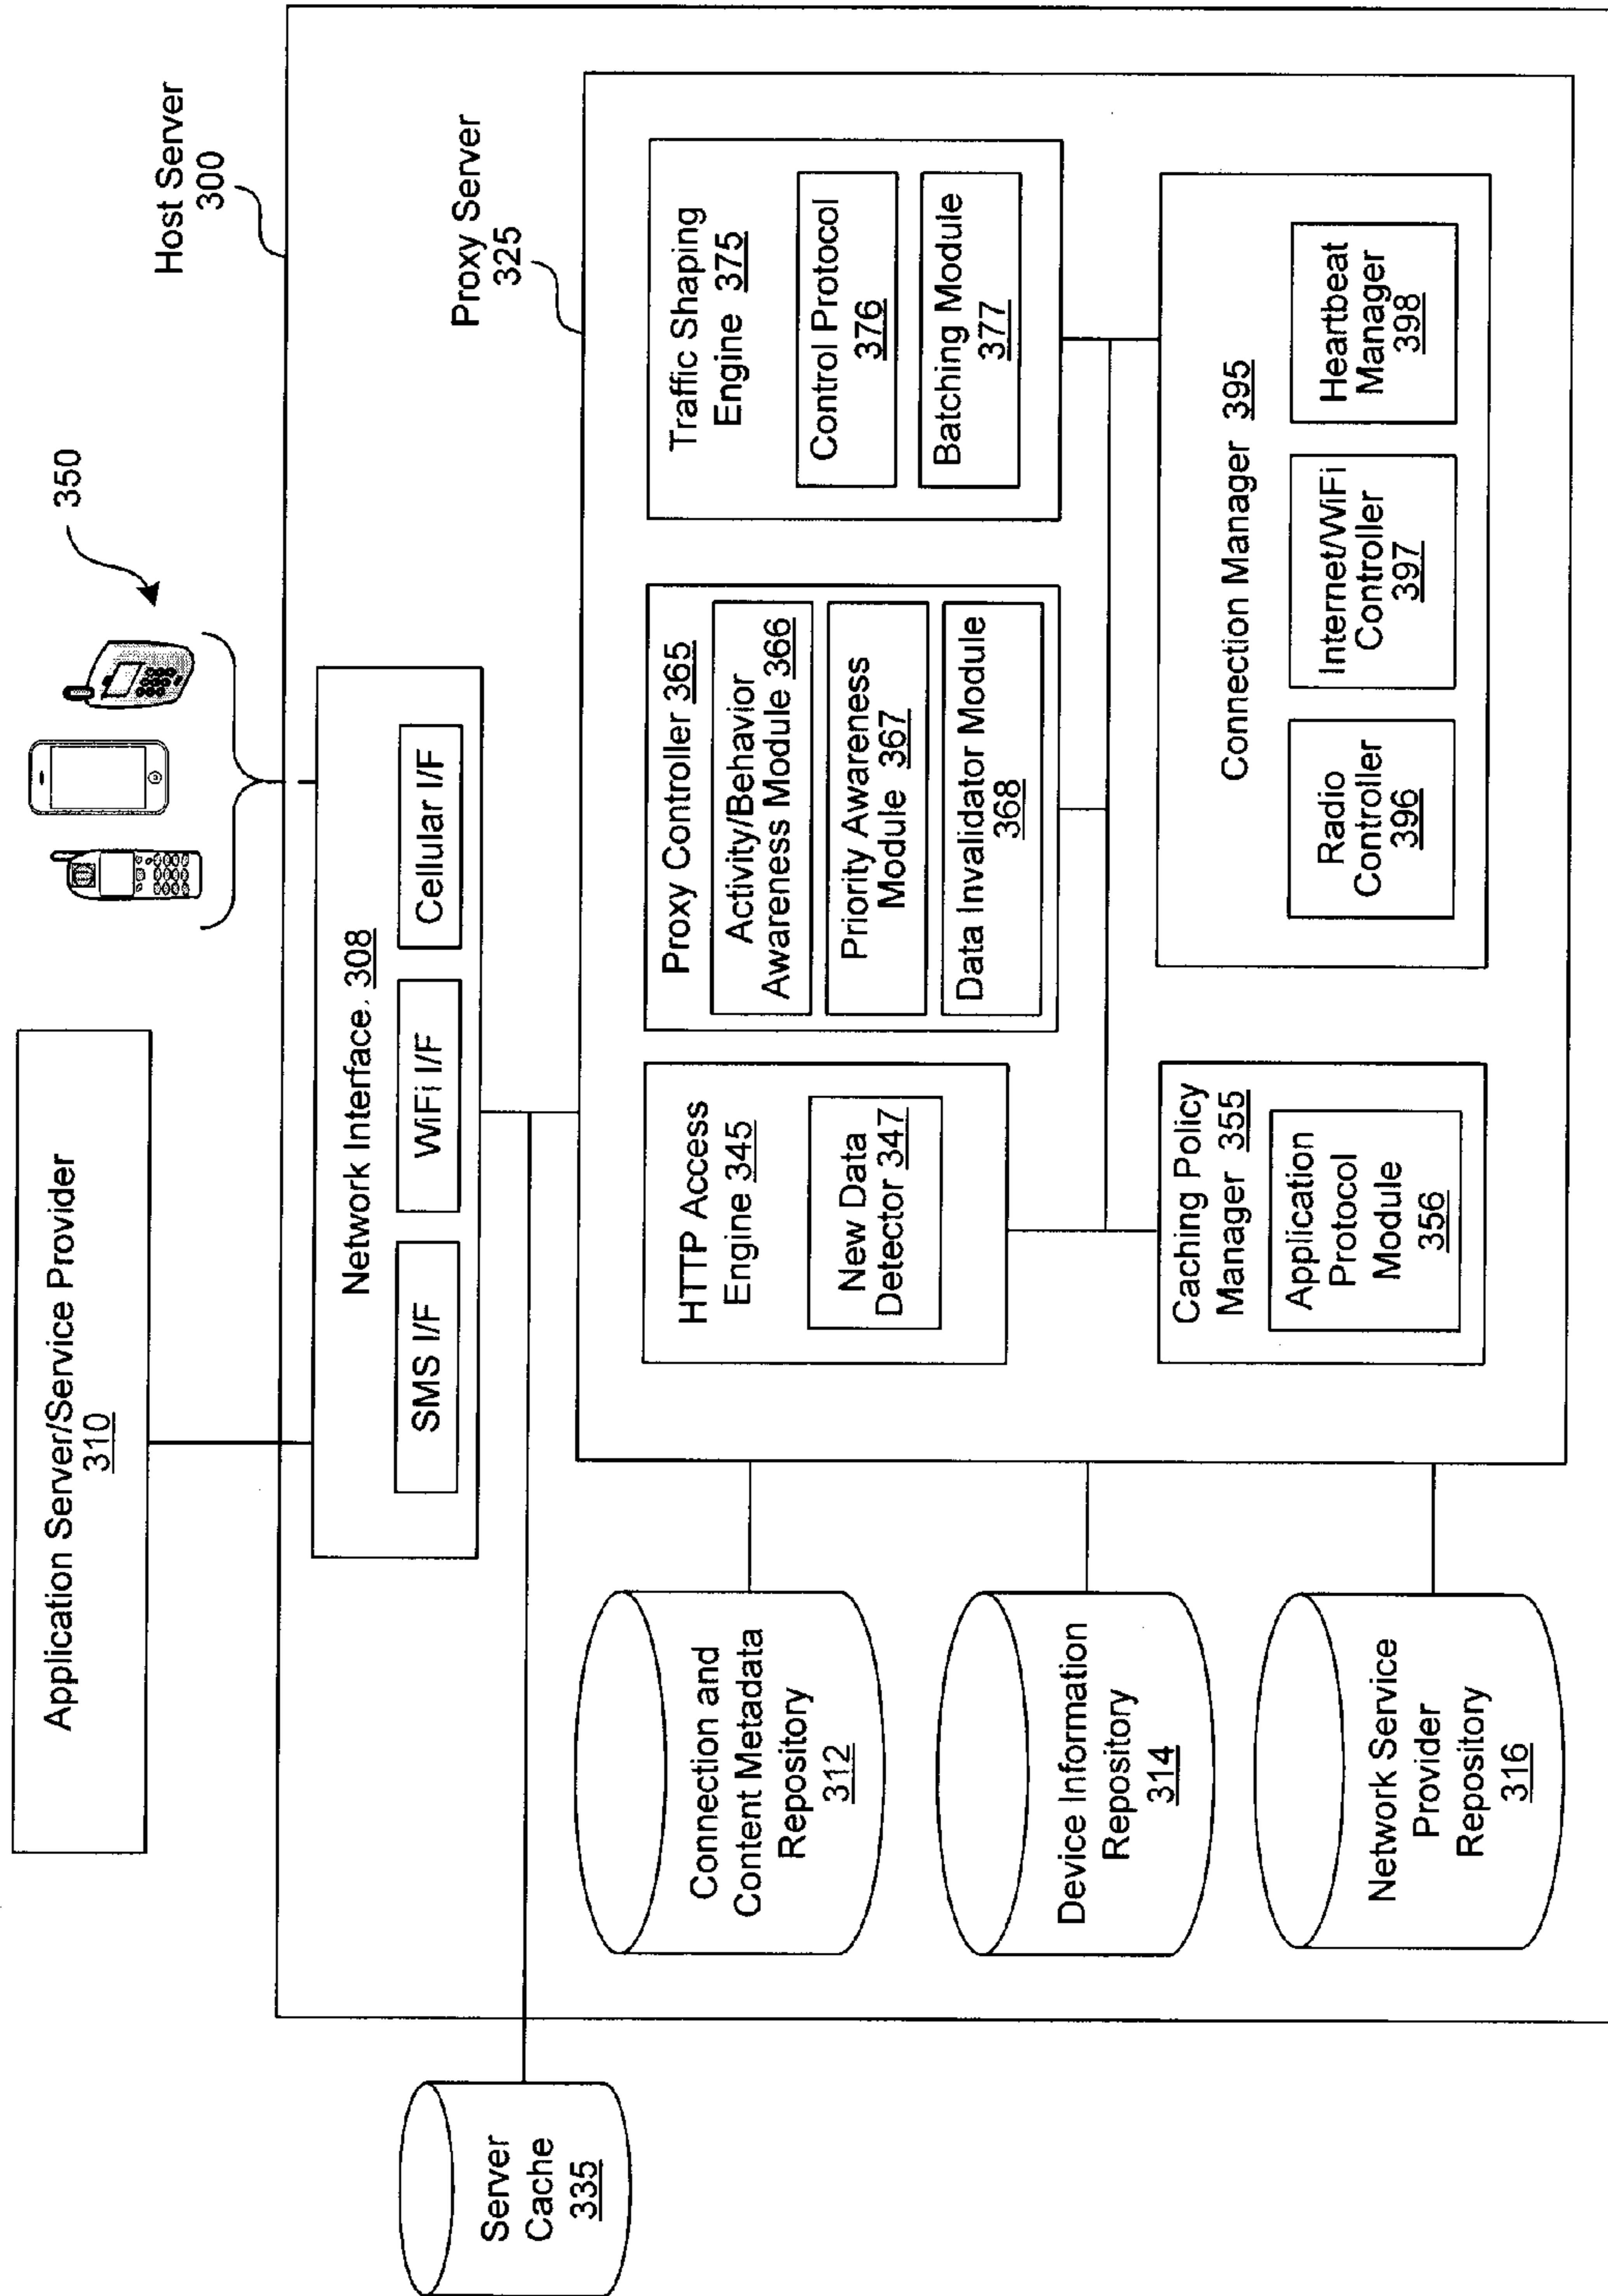 Application Server/Service Provider
310
350
Host Server
300
Network Interface 308
SMS I/F
WiFi I/F
Cellular I/F
Server
Cache
335
Proxy Server
325
Connection and
Content Metadata
Repository
312
Device Information
Repository
314
Network Service
Provider
Repository
316
HTTP Access
Engine 345
New Data
Detector 347
Proxy Controller 365
Activity/Behavior
Awareness Module 366
Priority Awareness
Module 367
Data Invalidator Module
368
Traffic Shaping
Engine 375
Control Protocol
376
Batching Module
377
Caching Policy
Manager 355
Application
Protocol
Module
356
Connection Manager 395
Radio
Controller
396
Internet/WiFi
Controller
397
Heartbeat
Manager
398